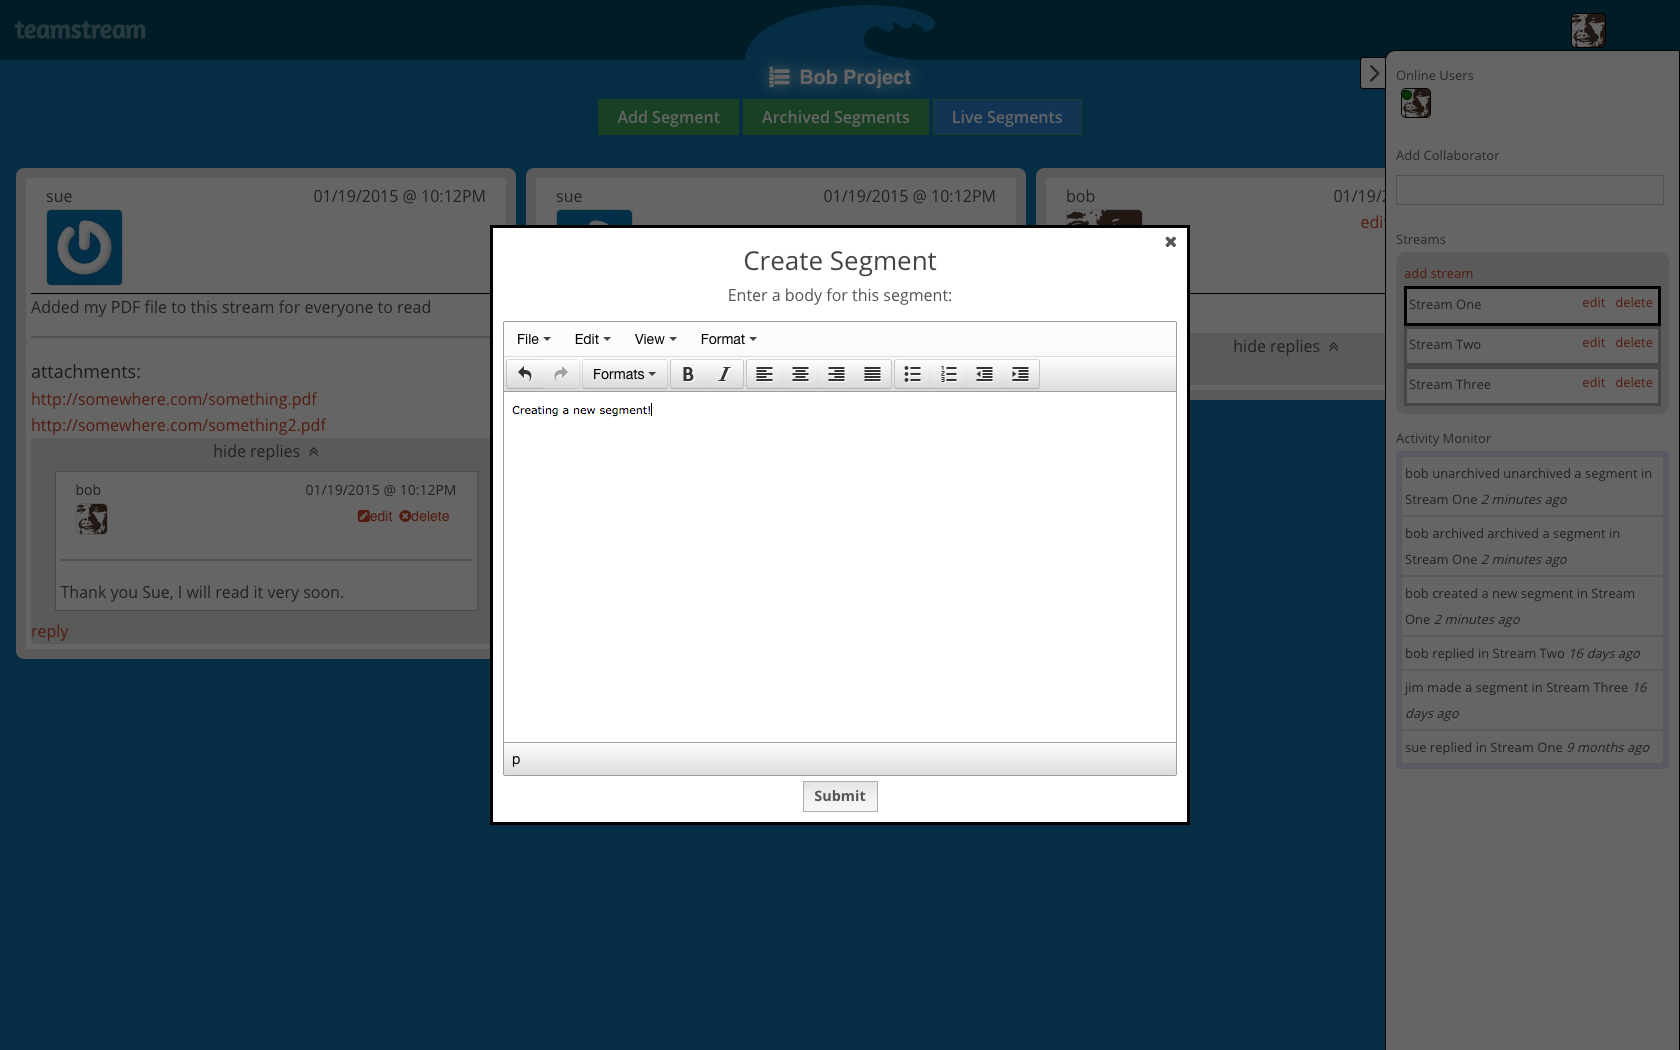 teamstream
Bob Project
Add Segment
Archived Segments
Live Segments
sue
01/19/2015 @ 10:12PM
Added my PDF file to this stream for everyone to read
attachments:
http://somewhere.com/something.pdf
http://somewhere.com/something2.pdf
hide replies
bob
01/19/2015 @ 10:12PM
edit delete
Thank you Sue, I will read it very soon.
reply
sue
01/19/2015 @ 10:12PM
bob
01/19/2
edi
hide replies
Create Segment
Enter a body for this segment:
File Edit View Format
Formats B I
Creating a new segment!
p
Submit
Online Users
Add Collaborator
Streams
add stream
Stream One edit delete
Stream Two edit delete
Stream Three edit delete
Activity Monitor
bob unarchived unarchived a segment in
Stream One 2 minutes ago
bob archived archived a segment in
Stream One 2 minutes ago
bob created a new segment in Stream
One 2 minutes ago
bob replied in Stream Two 16 days ago
jim made a segment in Stream Three 16
days ago
sue replied in Stream One 9 months ago